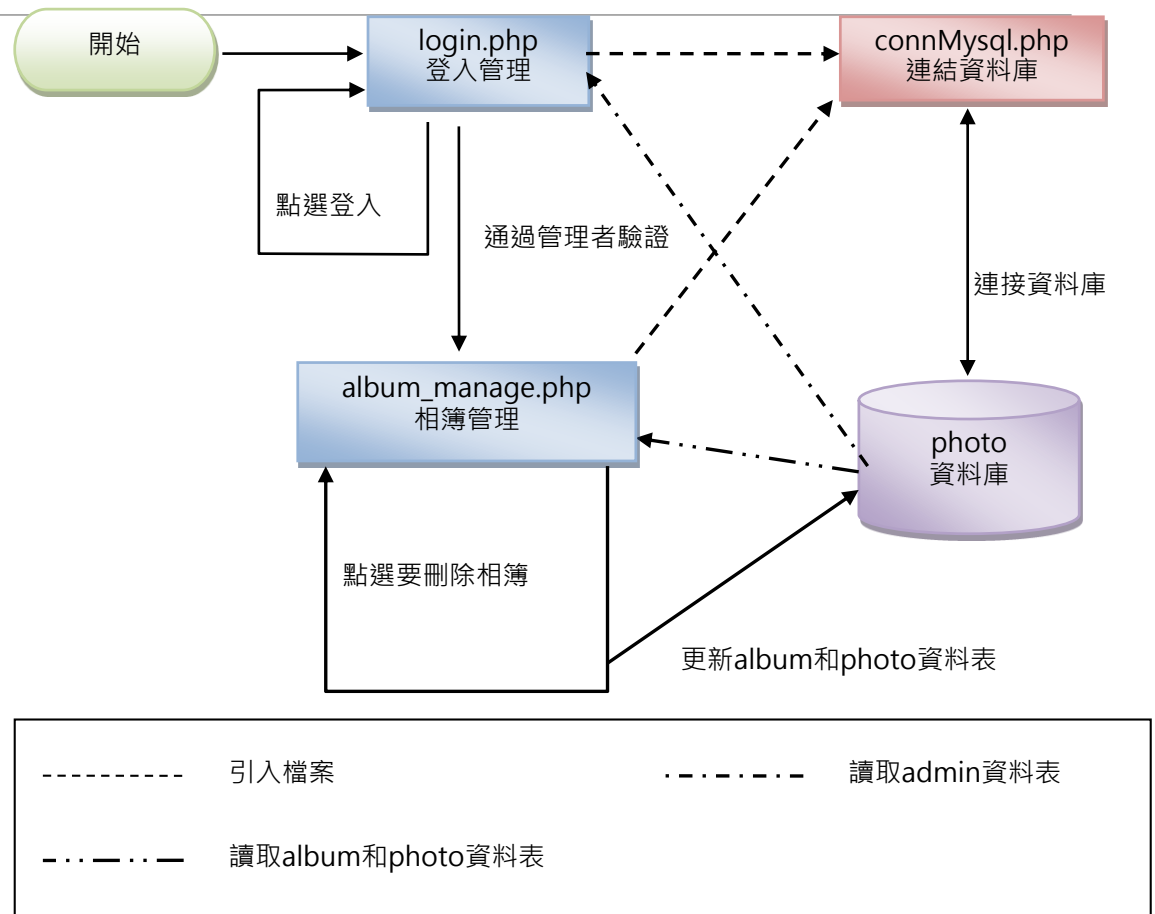 開始
login.php
登入管理
connMysql.php
連結資料庫
點選登入
通過管理者驗證
連接資料庫
album_manage.php
相簿管理
photo
資料庫
點選要刪除相簿
更新album和photo資料表
引入檔案
讀取admin資料表
讀取album和photo資料表